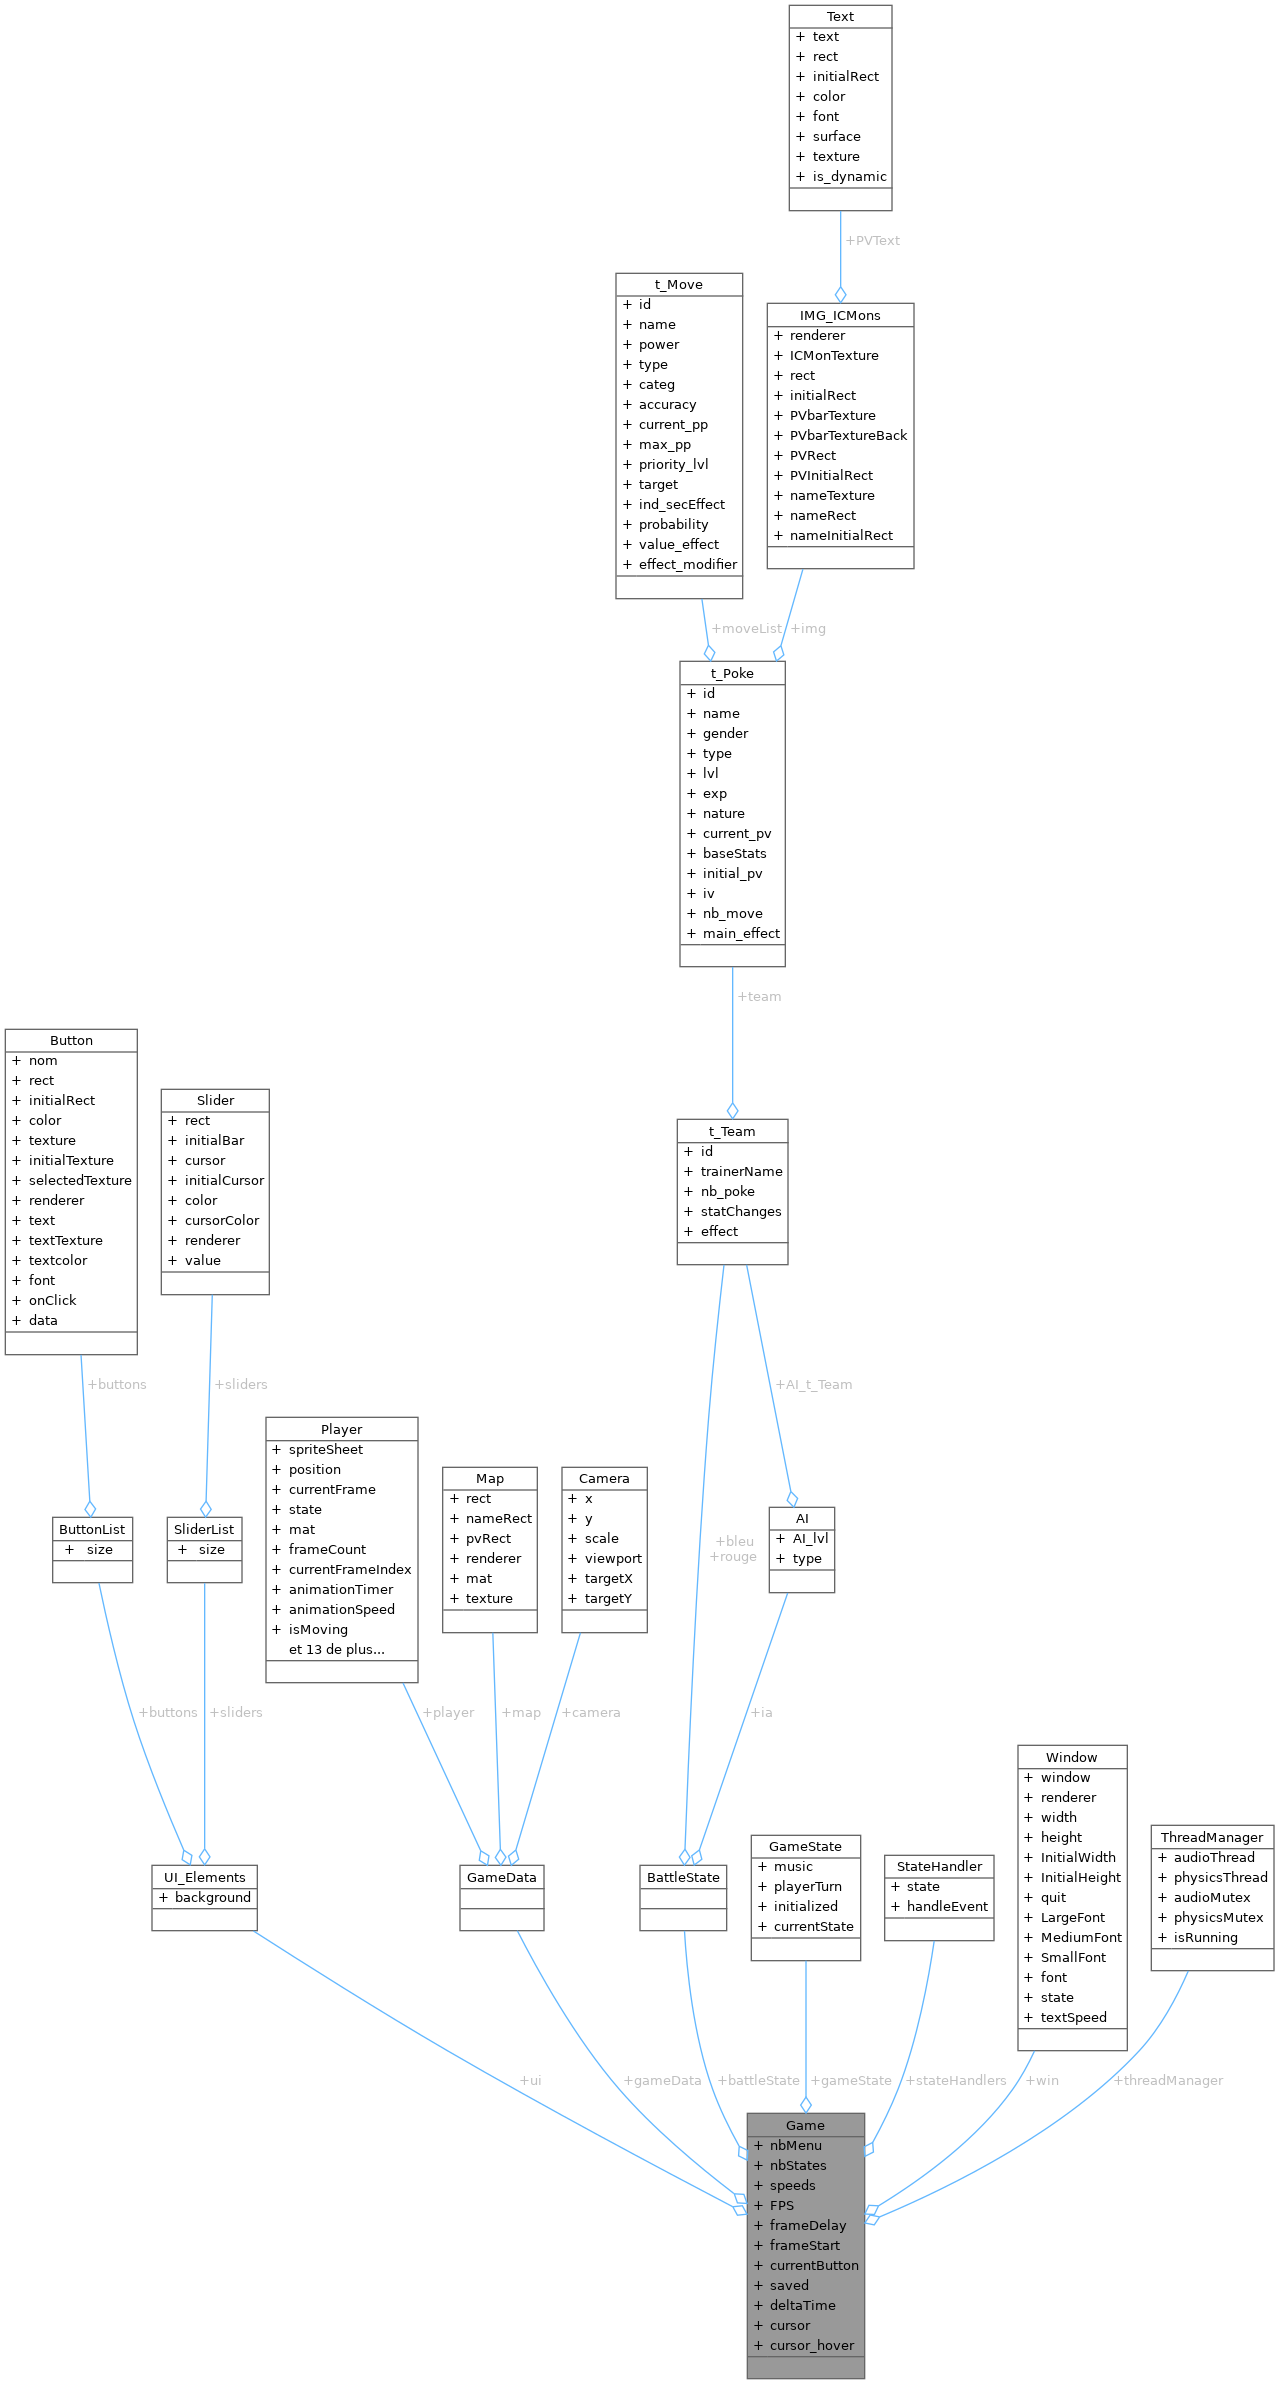 Text
+ text
+ rect
+ initialRect
+ color
+ font
+ surface
+ texture
+ is_dynamic
+PVText
t_Move
+ id
+ name
+ power
+ type
+ categ
+ accuracy
+ current_pp
+ max_pp
+ priority_lvl
+ target
+ ind_secEffect
+ probability
+ value_effect
+ effect_modifier
IMG_ICMons
+ renderer
+ ICMonTexture
+ rect
+ initialRect
+ PVbarTexture
+ PVbarTextureBack
+ PVRect
+ PVInitialRect
+ nameTexture
+ nameRect
+ nameInitialRect
+moveList
+img
t_Poke
+ id
+ name
+ gender
+ type
+ lvl
+ exp
+ nature
+ current_pv
+ baseStats
+ initial_pv
+ iv
+ nb_move
+ main_effect
+team
Button
+ nom
+ rect
+ initialRect
+ color
+ texture
+ initialTexture
+ selectedTexture
+ renderer
+ text
+ textTexture
+ textcolor
+ font
+ onClick
+ data
Slider
+ rect
+ initialBar
+ cursor
+ initialCursor
+ color
+ cursorColor
+ renderer
+ value
t_Team
+ id
+ trainerName
+ nb_poke
+ statChanges
+ effect
+buttons
+sliders
+AI_t_Team
Player
+ spriteSheet
+ position
+ currentFrame
+ state
+ mat
+ frameCount
+ currentFrameIndex
+ animationTimer
+ animationSpeed
+ isMoving
et 13 de plus...
Map
+ rect
+ nameRect
+ pvRect
+ renderer
+ mat
+ texture
Camera
+ x
+ y
+ scale
+ viewport
+ targetX
+ targetY
ButtonList
+ size
SliderList
+ size
+bleu
+rouge
AI
+ AI_lvl
+ type
+buttons
+sliders
+player
+map
+camera
+ia
UI_Elements
+ background
GameData
BattleState
GameState
+ music
+ playerTurn
+ initialized
+ currentState
StateHandler
+ state
+ handleEvent
Window
+ window
+ renderer
+ width
+ height
+ InitialWidth
+ InitialHeight
+ quit
+ LargeFont
+ MediumFont
+ SmallFont
+ font
+ state
+ textSpeed
ThreadManager
+ audioThread
+ physicsThread
+ audioMutex
+ physicsMutex
+ isRunning
+ui
+gameData
+battleState
+gameState
+stateHandlers
+win
+threadManager
Game
+ nbMenu
+ nbStates
+ speeds
+ FPS
+ frameDelay
+ frameStart
+ currentButton
+ saved
+ deltaTime
+ cursor
+ cursor_hover